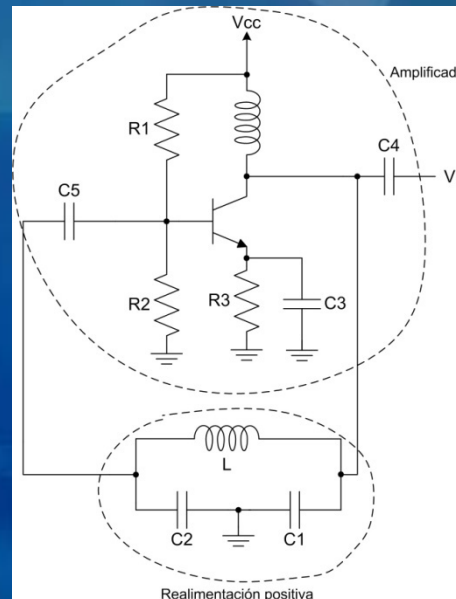 Vcc
Amplificad
R1
C4
V
C5
R2
R3
C3
L
C2
C1
Realimentación positiva